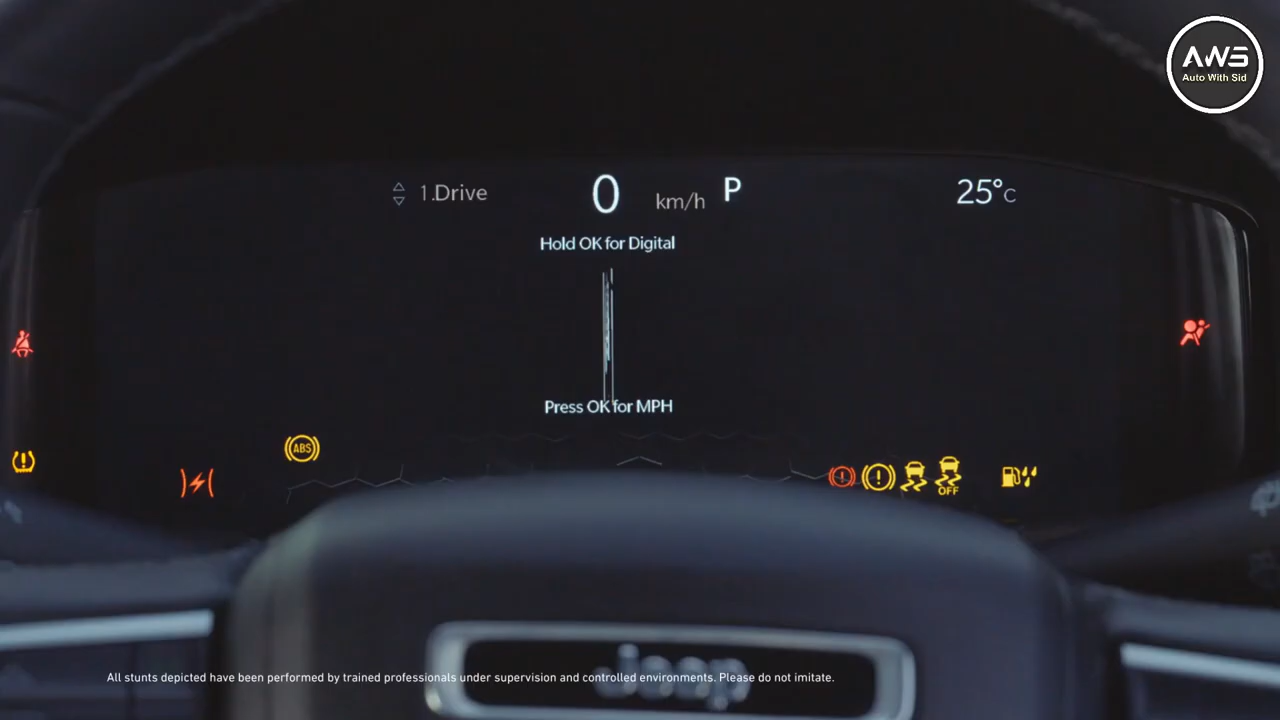 AWS
Auto With Sid
1.Drive 0 km/h P 25°C
Hold OK for Digital
Press OK for MPH
ABS
OFF
Jeep
All stunts depicted have been performed by trained professionals under supervision and controlled environments. Please do not imitate.